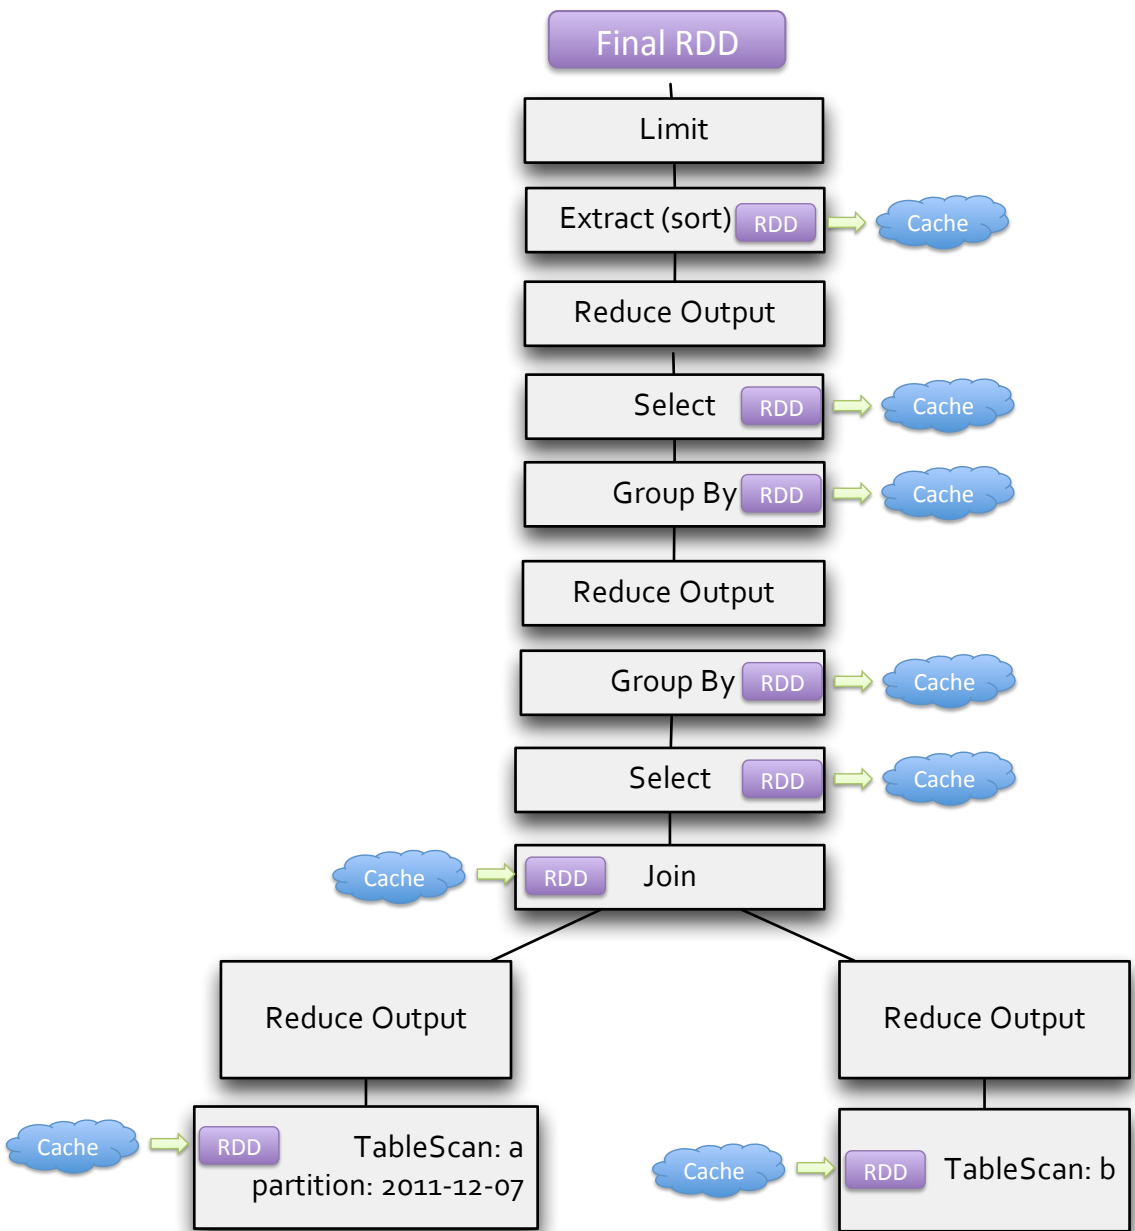 Final RDD
Limit
Extract (sort) RDD Cache
Reduce Output
Select RDD Cache
Group By RDD Cache
Reduce Output
Group By RDD Cache
Select RDD Cache
Cache RDD Join
Reduce Output
Reduce Output
Cache RDD TableScan: a
partition: 2011-12-07
Cache RDD TableScan: b